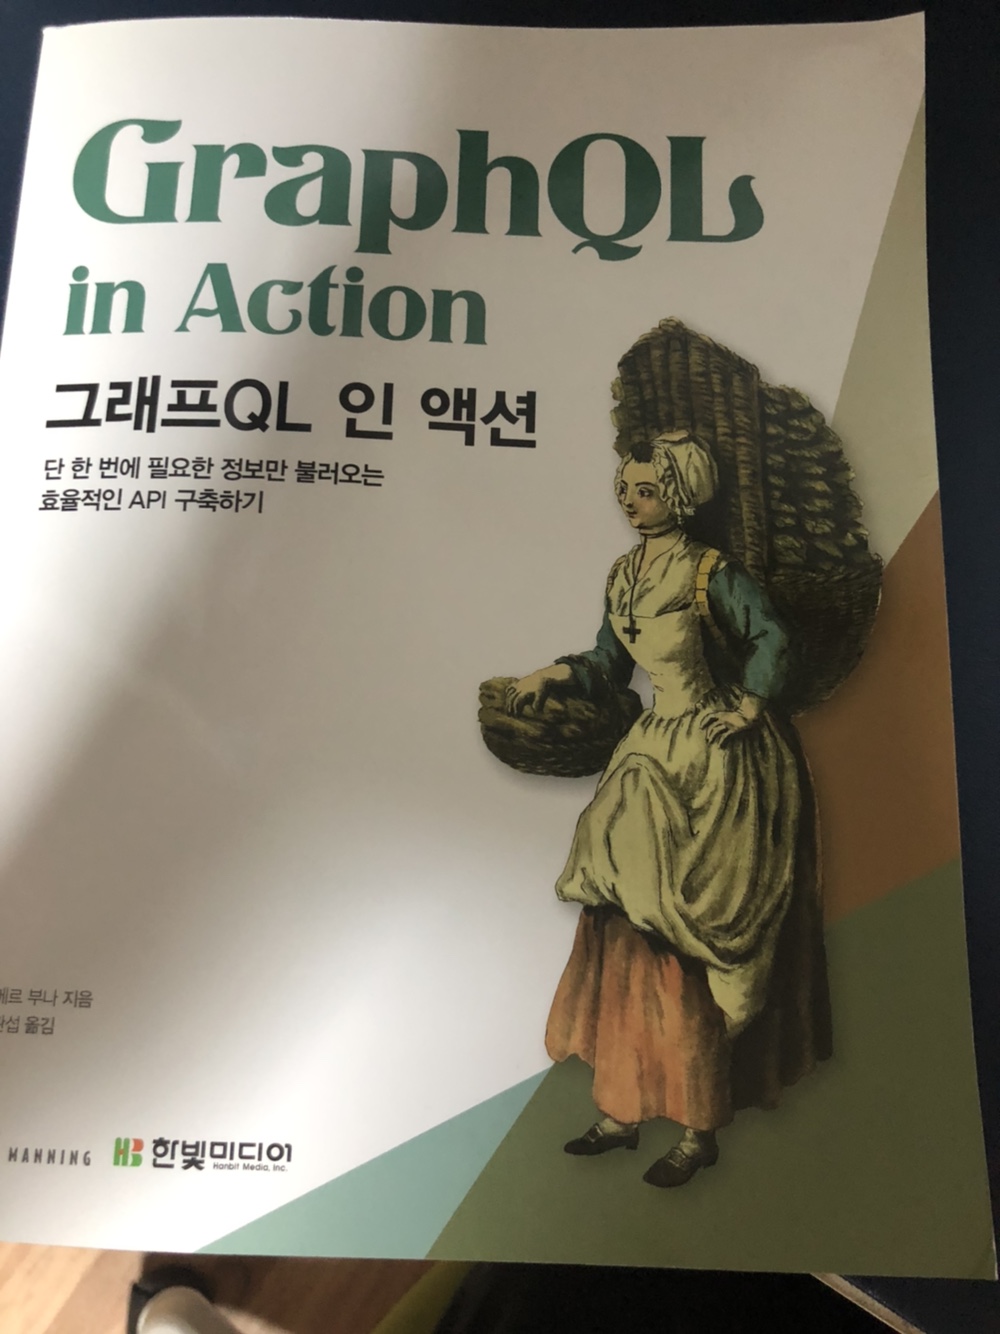 GraphQL
in Action
그래프QL 인 액션
단 한 번에 필요한 정보만 불러오는
효율적인 API 구축하기
부나 지음
옮김
MANNING
HB 한빛미디어
Hanbit Media, Inc.